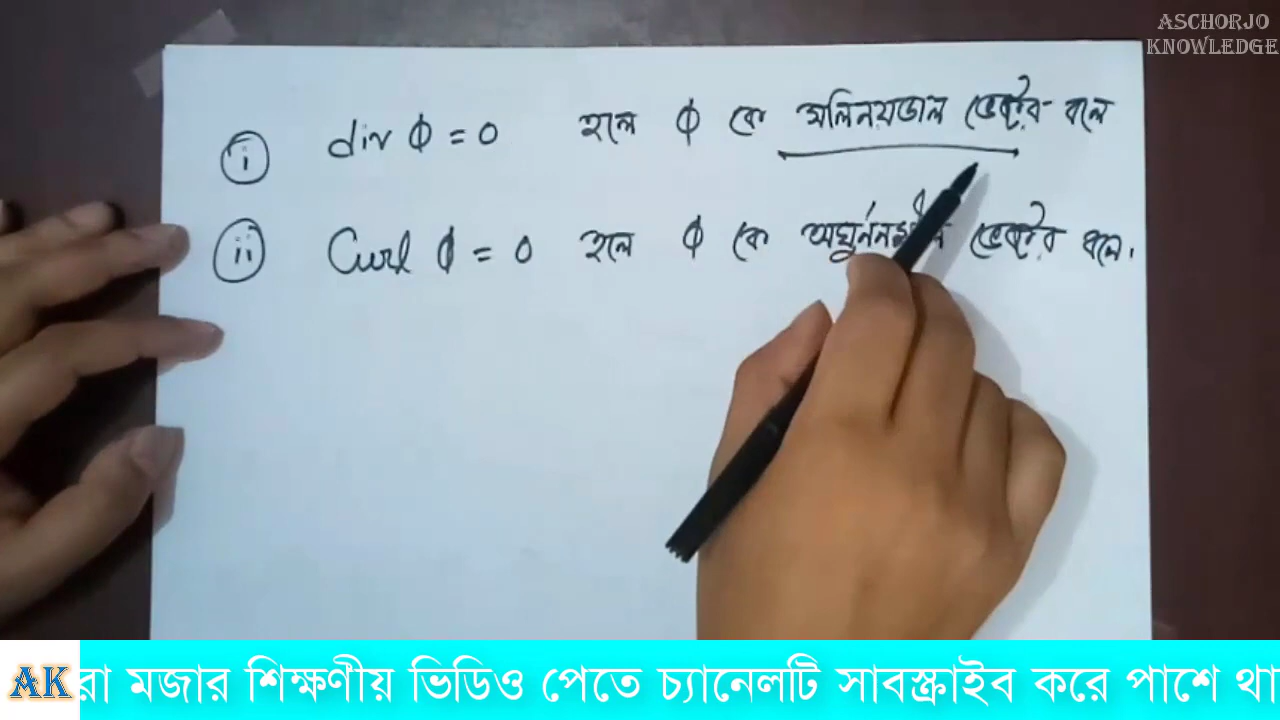 ASCHORJO
KNOWLEDGE
i div ϕ = 0 হলে ϕ কে সলিনয়ডাল ভেক্টর বলে
ii Curl ϕ = 0 হলে ϕ কে ভেক্টর বলে.
AK রা মজার শিক্ষণীয় ভিডিও পেতে চ্যানেলটি সাবস্ক্রাইব করে পাশে থা